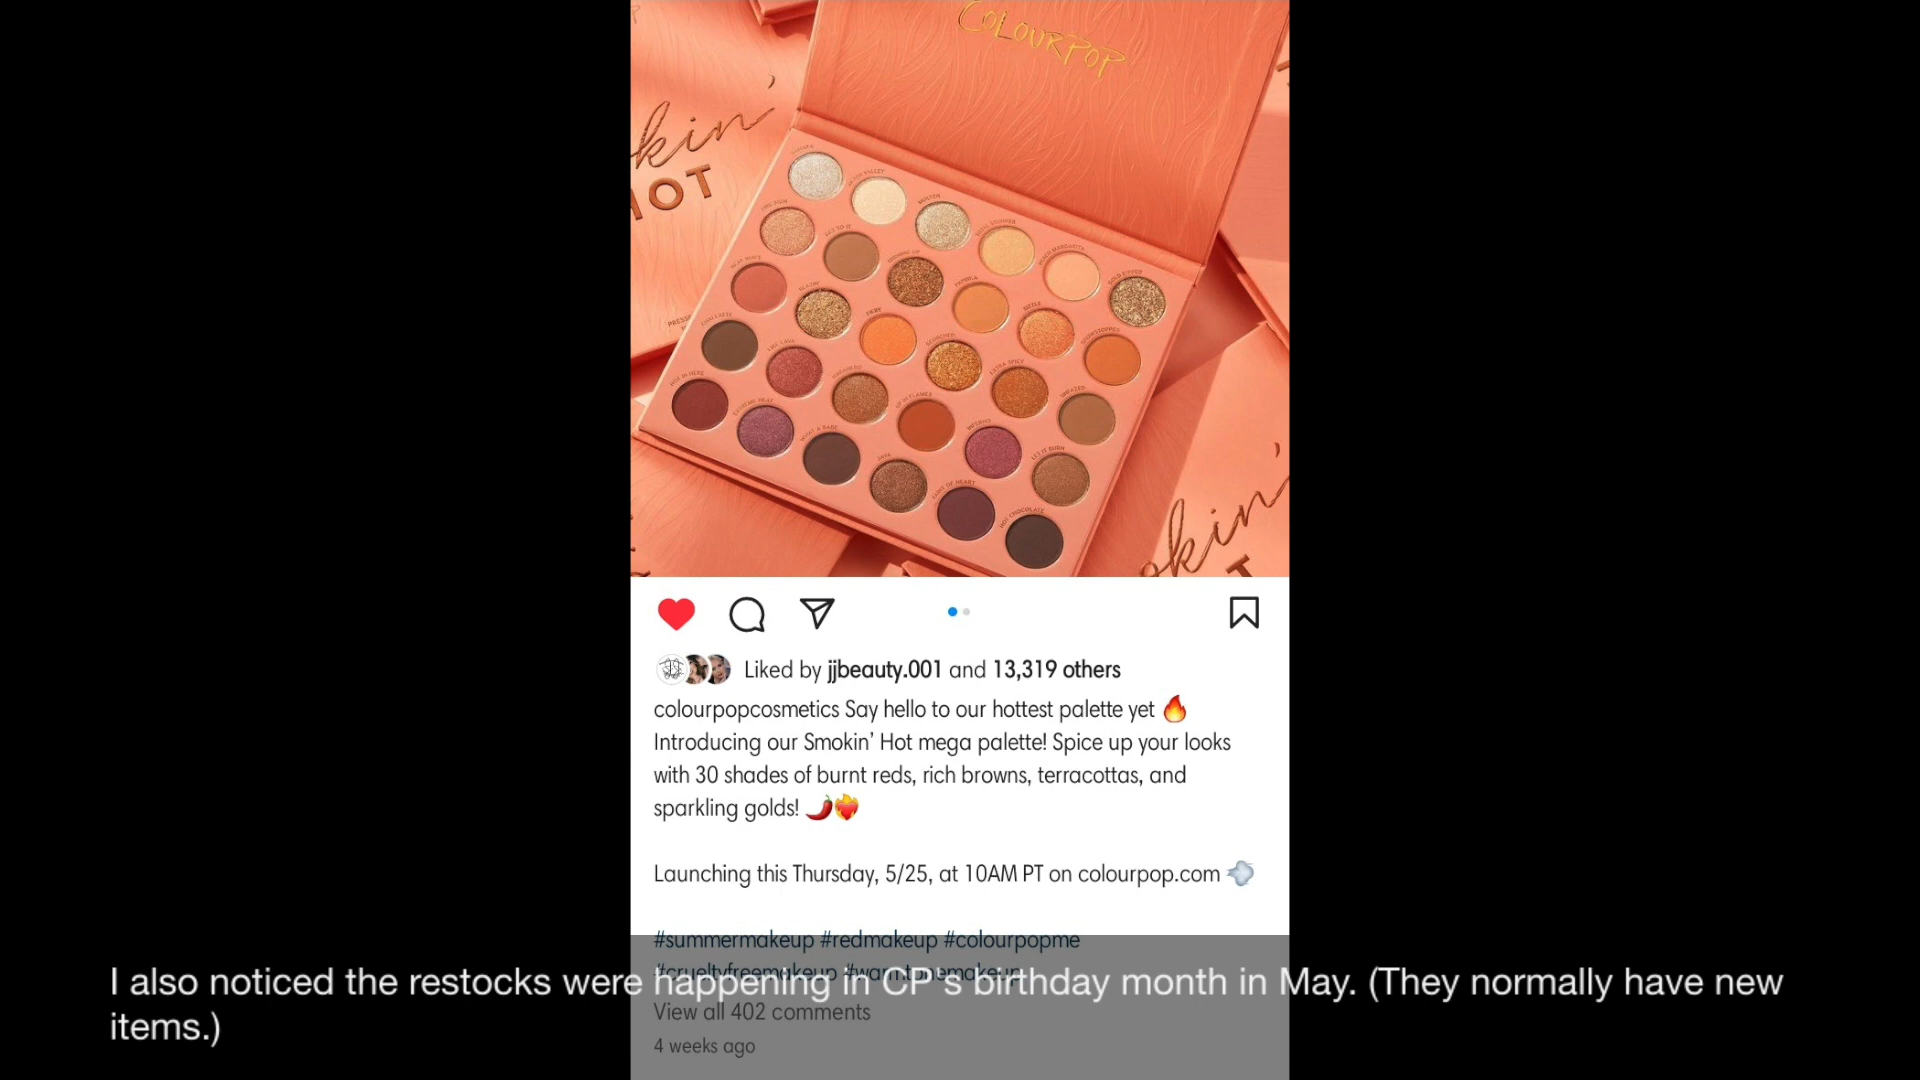 COLOURPOP
kin'
HOT
kin'
T
Liked by jjbeauty.001 and 13,319 others
colourpopcosmetics Say hello to our hottest palette yet 🔥
Introducing our Smokin' Hot mega palette! Spice up your looks
with 30 shades of burnt reds, rich browns, terracottas, and
sparkling golds! 🌶️❤️‍🔥
Launching this Thursday, 5/25, at 10AM PT on colourpop.com 💨
#summermakeup #redmakeup #colourpopme
#crueltyfreemakeup #warmtonemakeup
I also noticed the restocks were happening in CP's birthday month in May. (They normally have new
items.)
View all 402 comments
4 weeks ago